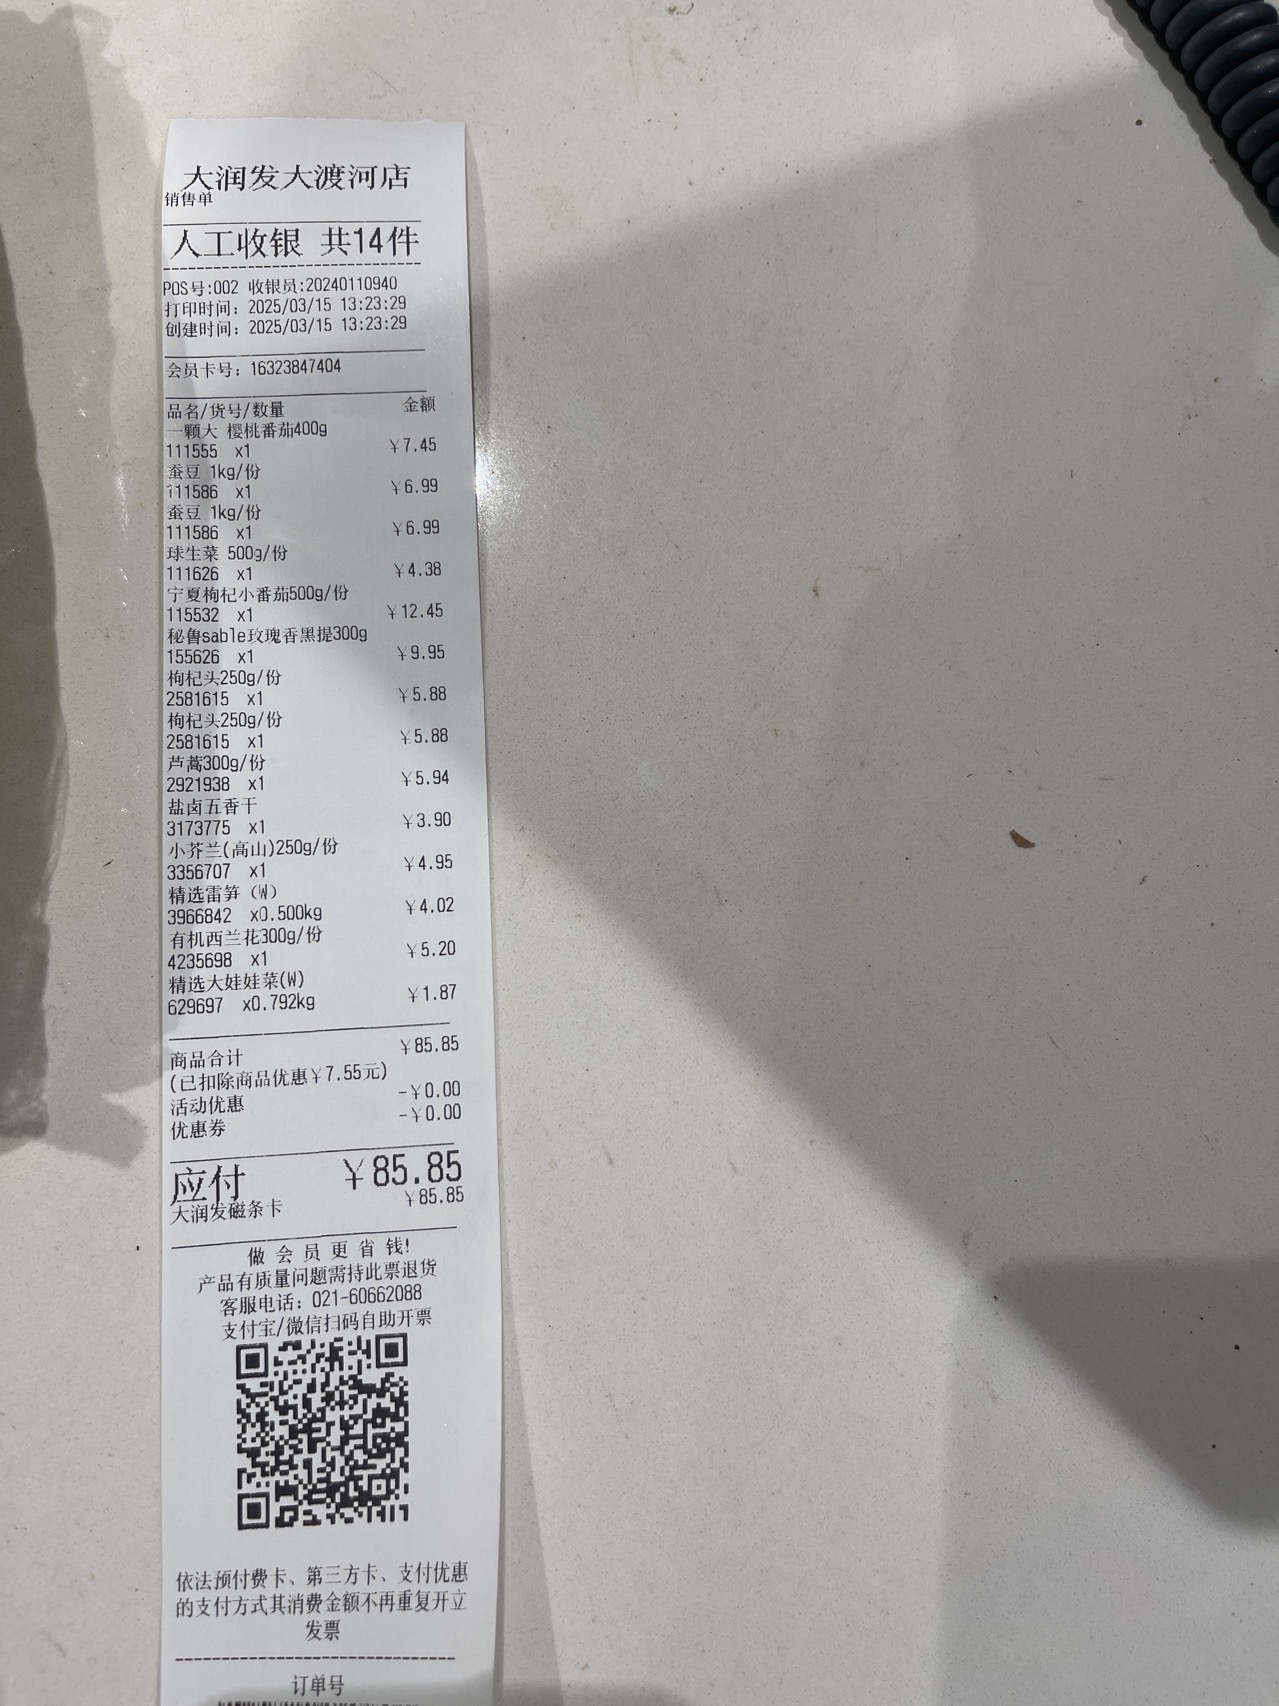 大润发大渡河店
销售单
人工收银 共14件
POS号:002 收银员:20240110940
打印时间: 2025/03/15 13:23:29
创建时间: 2025/03/15 13:23:29
会员卡号: 16323847404
品名/货号/数量 金额
一颗大 樱桃番茄400g
111555 x1 ¥7.45
蚕豆 1kg/份
111586 x1 ¥6.99
蚕豆 1kg/份
111586 x1 ¥6.99
球生菜 500g/份
111626 x1 ¥4.38
宁夏枸杞小番茄500g/份
115532 x1 ¥12.45
秘鲁sable玫瑰香黑提300g
155626 x1 ¥9.95
枸杞头250g/份
2581615 x1 ¥5.88
枸杞头250g/份
2581615 x1 ¥5.88
芦蒿300g/份
2921938 x1 ¥5.94
盐卤五香干
3173775 x1 ¥3.90
小芥兰(高山)250g/份
3356707 x1 ¥4.95
精选雷笋 (W)
3966842 x0.500kg ¥4.02
有机西兰花300g/份
4235698 x1 ¥5.20
精选大娃娃菜(W)
629697 x0.792kg ¥1.87
商品合计 ¥85.85
(已扣除商品优惠¥7.55元)
活动优惠 -¥0.00
优惠券 -¥0.00
应付 ¥85.85
大润发磁条卡 ¥85.85
做 会 员 更 省 钱!
产品有质量问题需持此票退货
客服电话: 021-60662088
支付宝/微信扫码自助开票
依法预付费卡、第三方卡、支付优惠
的支付方式其消费金额不再重复开立
发票
订单号